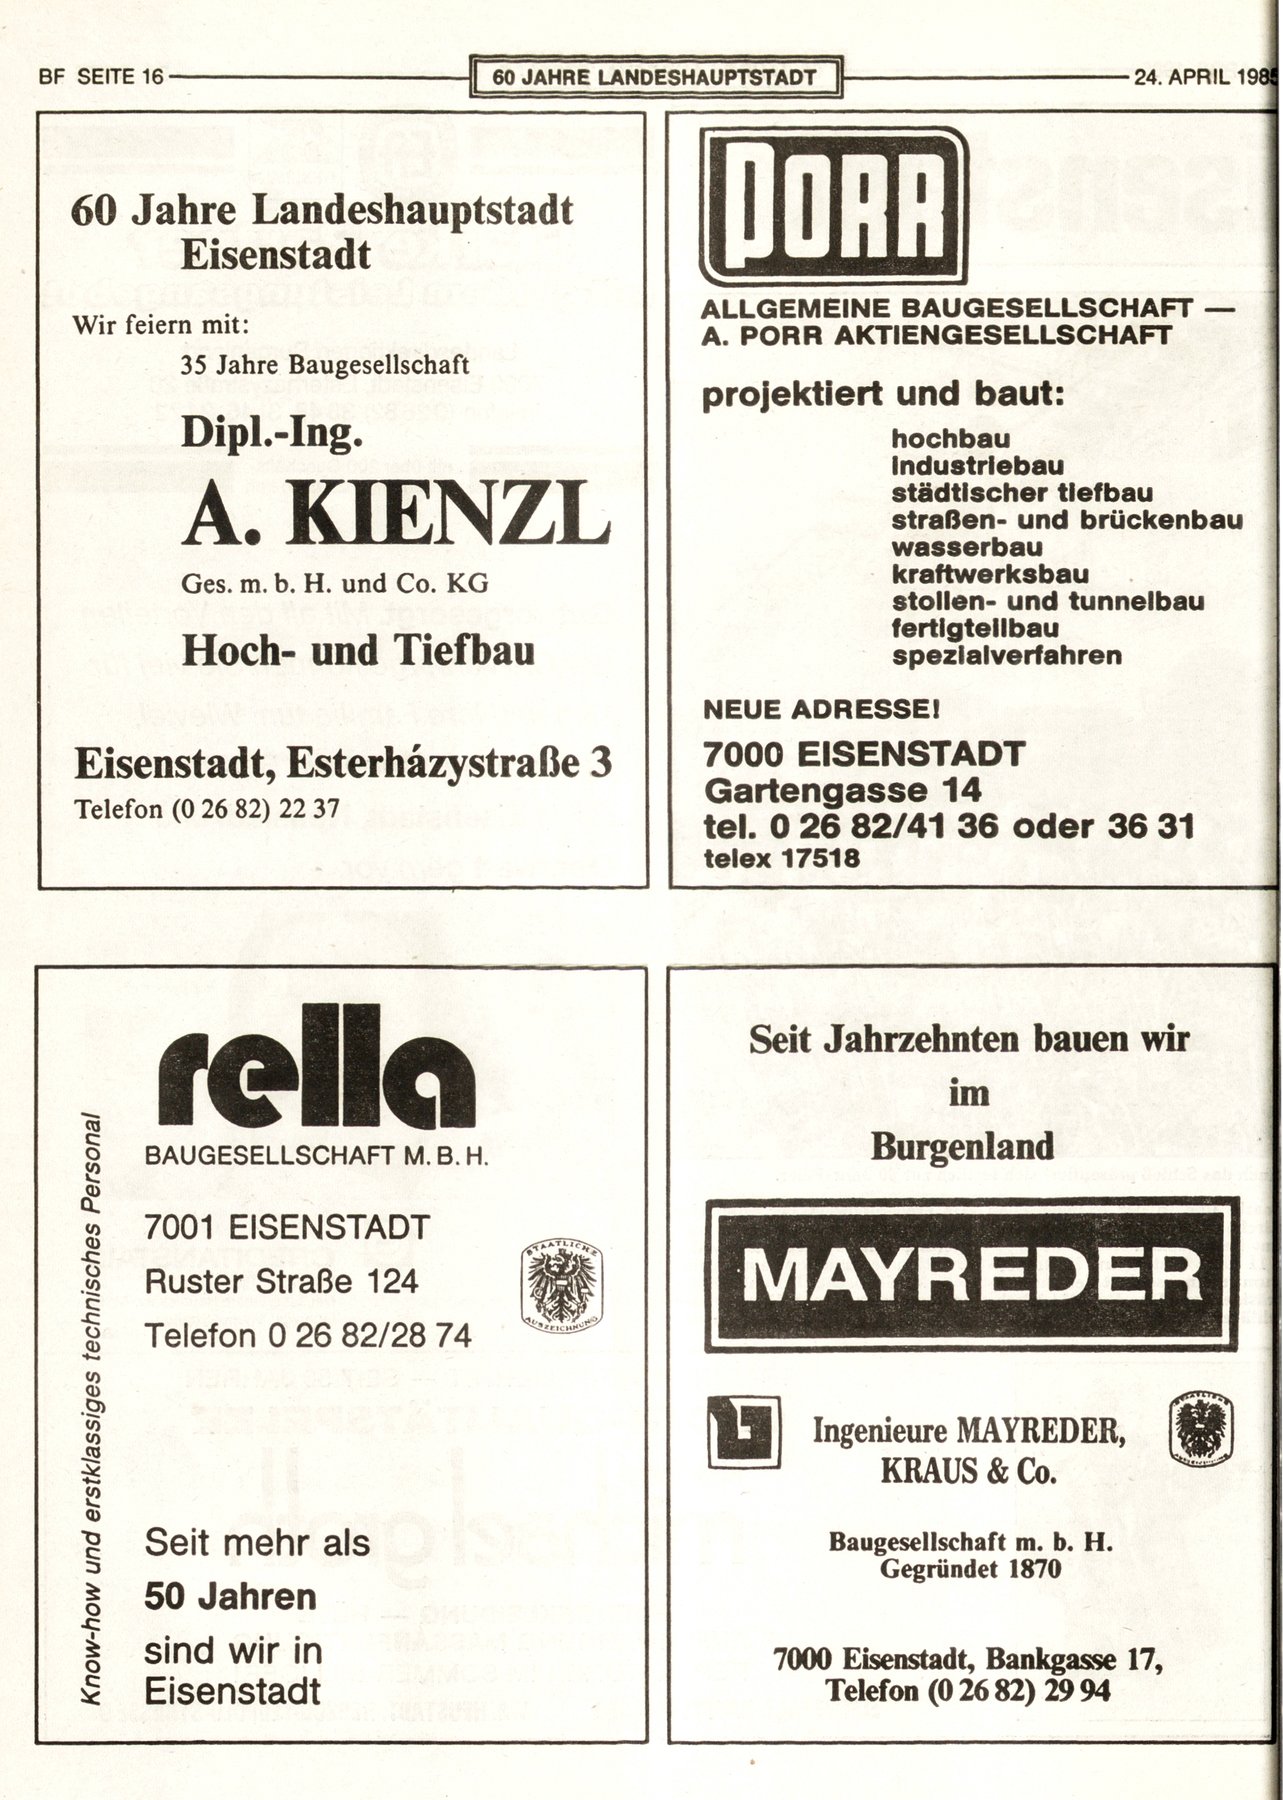 BF SEITE 16
60 JAHRE LANDESHAUPTSTADT
24. APRIL 1985
60 Jahre Landeshauptstadt
Eisenstadt
Wir feiern mit:
35 Jahre Baugesellschaft
Dipl.-Ing.
A. KIENZL
Ges. m. b. H. und Co. KG
Hoch- und Tiefbau
Eisenstadt, Esterházystraße 3
Telefon (0 26 82) 22 37
PORR
ALLGEMEINE BAUGESELLSCHAFT —
A. PORR AKTIENGESELLSCHAFT
projektiert und baut:
hochbau
industriebau
städtischer tiefbau
straßen- und brückenbau
wasserbau
kraftwerksbau
stollen- und tunnelbau
fertigteilbau
spezialverfahren
NEUE ADRESSE!
7000 EISENSTADT
Gartengasse 14
tel. 0 26 82/41 36 oder 36 31
telex 17518
rella
BAUGESELLSCHAFT M. B. H.
7001 EISENSTADT
Ruster Straße 124
Telefon 0 26 82/28 74
STAATLICHE
AUSZEICHNUNG
Know-how und erstklassiges technisches Personal
Seit mehr als
50 Jahren
sind wir in
Eisenstadt
Seit Jahrzehnten bauen wir
im
Burgenland
MAYREDER
Ingenieure MAYREDER,
KRAUS & Co.
STAATLICHE
AUSZEICHNUNG
Baugesellschaft m. b. H.
Gegründet 1870
7000 Eisenstadt, Bankgasse 17,
Telefon (0 26 82) 29 94